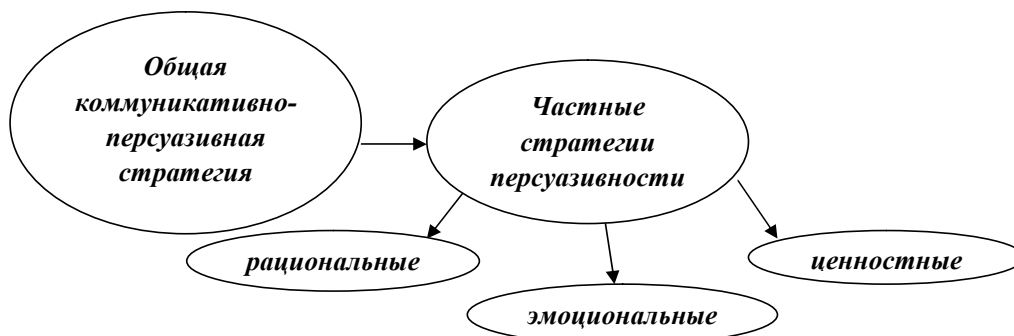 Общая
коммуникативно-
персуазивная
стратегия
Частные
стратегии
персуазивности
рациональные
ценностные
эмоциональные